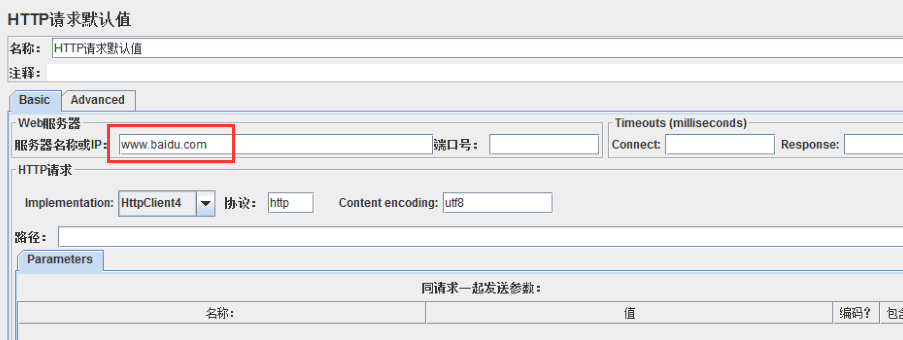 HTTP请求默认值
名称： HTTP请求默认值
注释：
Basic Advanced
Web服务器 Timeouts (milliseconds)
服务器名称或IP： www.baidu.com 端口号： Connect: Response:
HTTP请求
Implementation: HttpClient4 协议： http Content encoding: utf8
路径：
Parameters
同请求一起发送参数：
名称： 值 编码? 包含